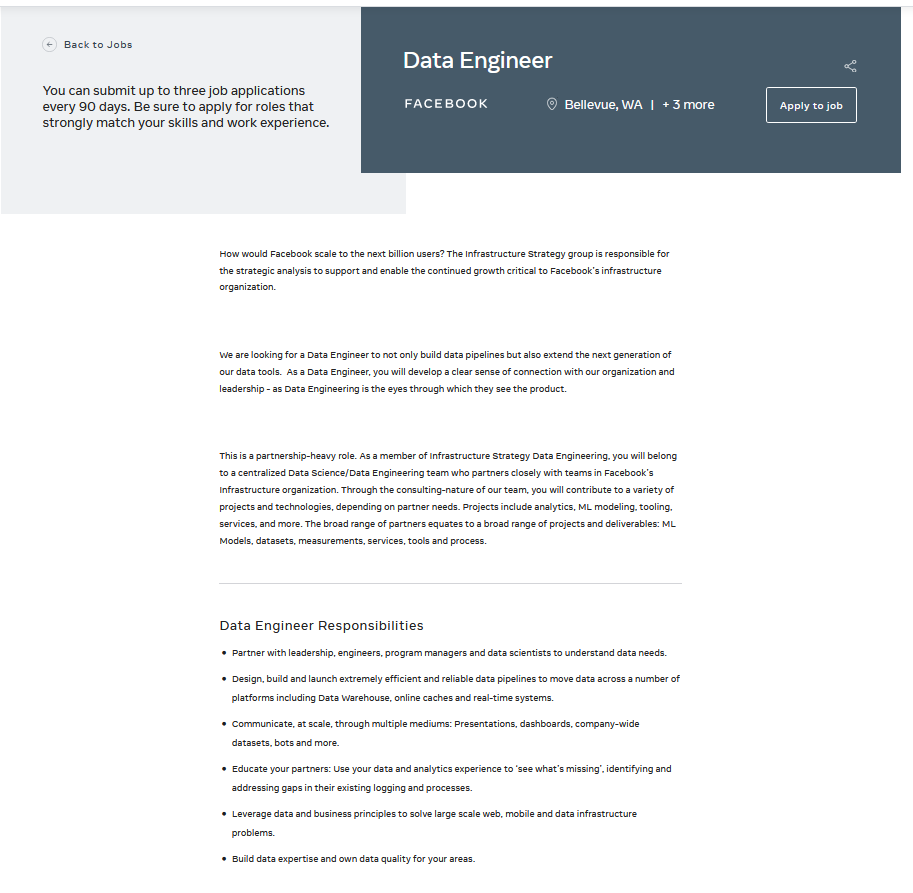 Back to Jobs
You can submit up to three job applications
every 90 days. Be sure to apply for roles that
strongly match your skills and work experience.
Data Engineer
FACEBOOK
Bellevue, WA | + 3 more
Apply to job
How would Facebook scale to the next billion users? The Infrastructure Strategy group is responsible for
the strategic analysis to support and enable the continued growth critical to Facebook's infrastructure
organization.
We are looking for a Data Engineer to not only build data pipelines but also extend the next generation of
our data tools. As a Data Engineer, you will develop a clear sense of connection with our organization and
leadership - as Data Engineering is the eyes through which they see the product.
This is a partnership-heavy role. As a member of Infrastructure Strategy Data Engineering, you will belong
to a centralized Data Science/Data Engineering team who partners closely with teams in Facebook's
Infrastructure organization. Through the consulting-nature of our team, you will contribute to a variety of
projects and technologies, depending on partner needs. Projects include analytics, ML modeling, tooling,
services, and more. The broad range of partners equates to a broad range of projects and deliverables: ML
Models, datasets, measurements, services, tools and process.
Data Engineer Responsibilities
• Partner with leadership, engineers, program managers and data scientists to understand data needs.
• Design, build and launch extremely efficient and reliable data pipelines to move data across a number of
platforms including Data Warehouse, online caches and real-time systems.
• Communicate, at scale, through multiple mediums: Presentations, dashboards, company-wide
datasets, bots and more.
• Educate your partners: Use your data and analytics experience to 'see what's missing', identifying and
addressing gaps in their existing logging and processes.
• Leverage data and business principles to solve large scale web, mobile and data infrastructure
problems.
• Build data expertise and own data quality for your areas.